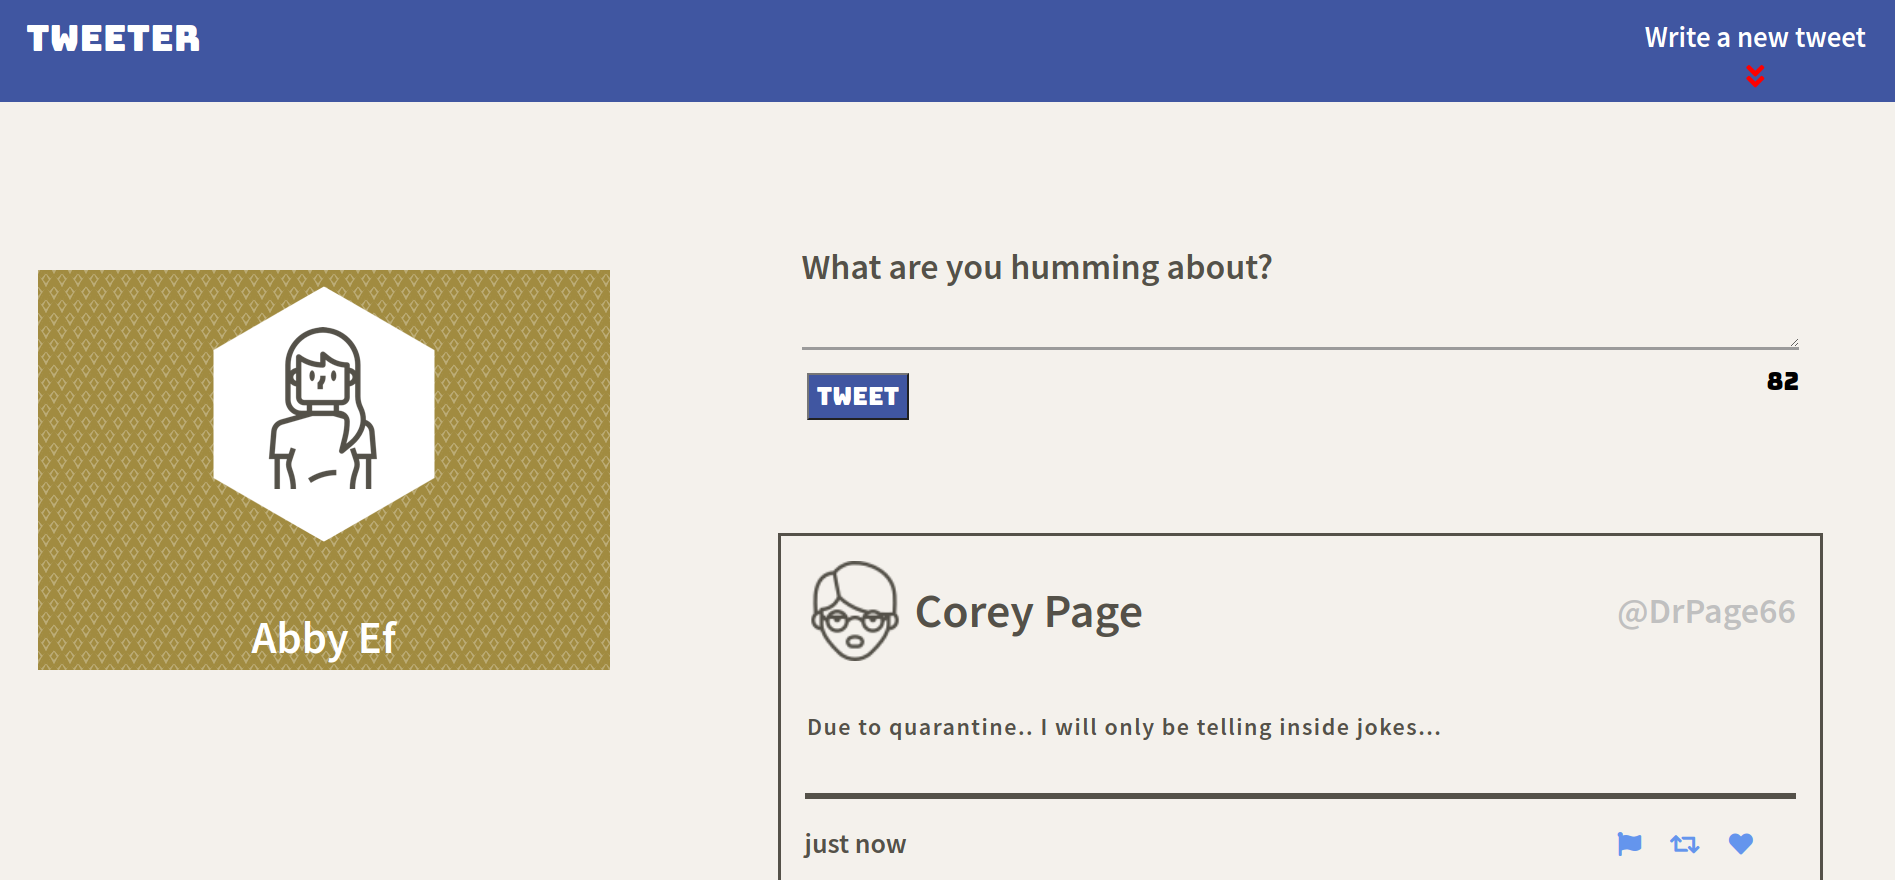 TWEETER
Write a new tweet
What are you humming about?
TWEET
82
Abby Ef
Corey Page
@DrPage66
Due to quarantine.. I will only be telling inside jokes...
just now